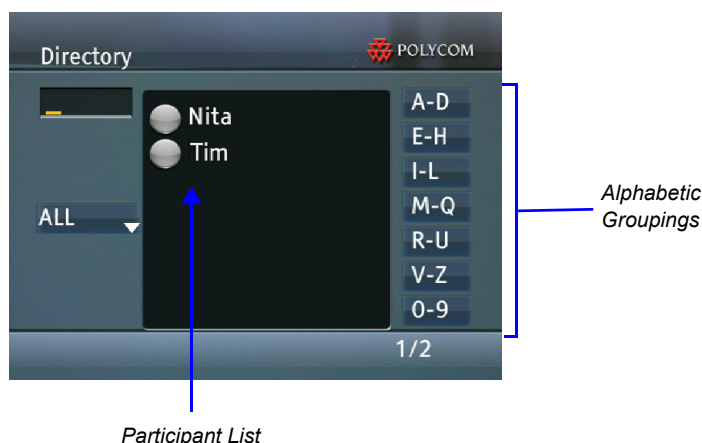 Directory
POLYCOM
Nita
Tim
ALL
A-D
E-H
I-L
M-Q
R-U
V-Z
0-9
1/2
Alphabetic
Groupings
Participant List